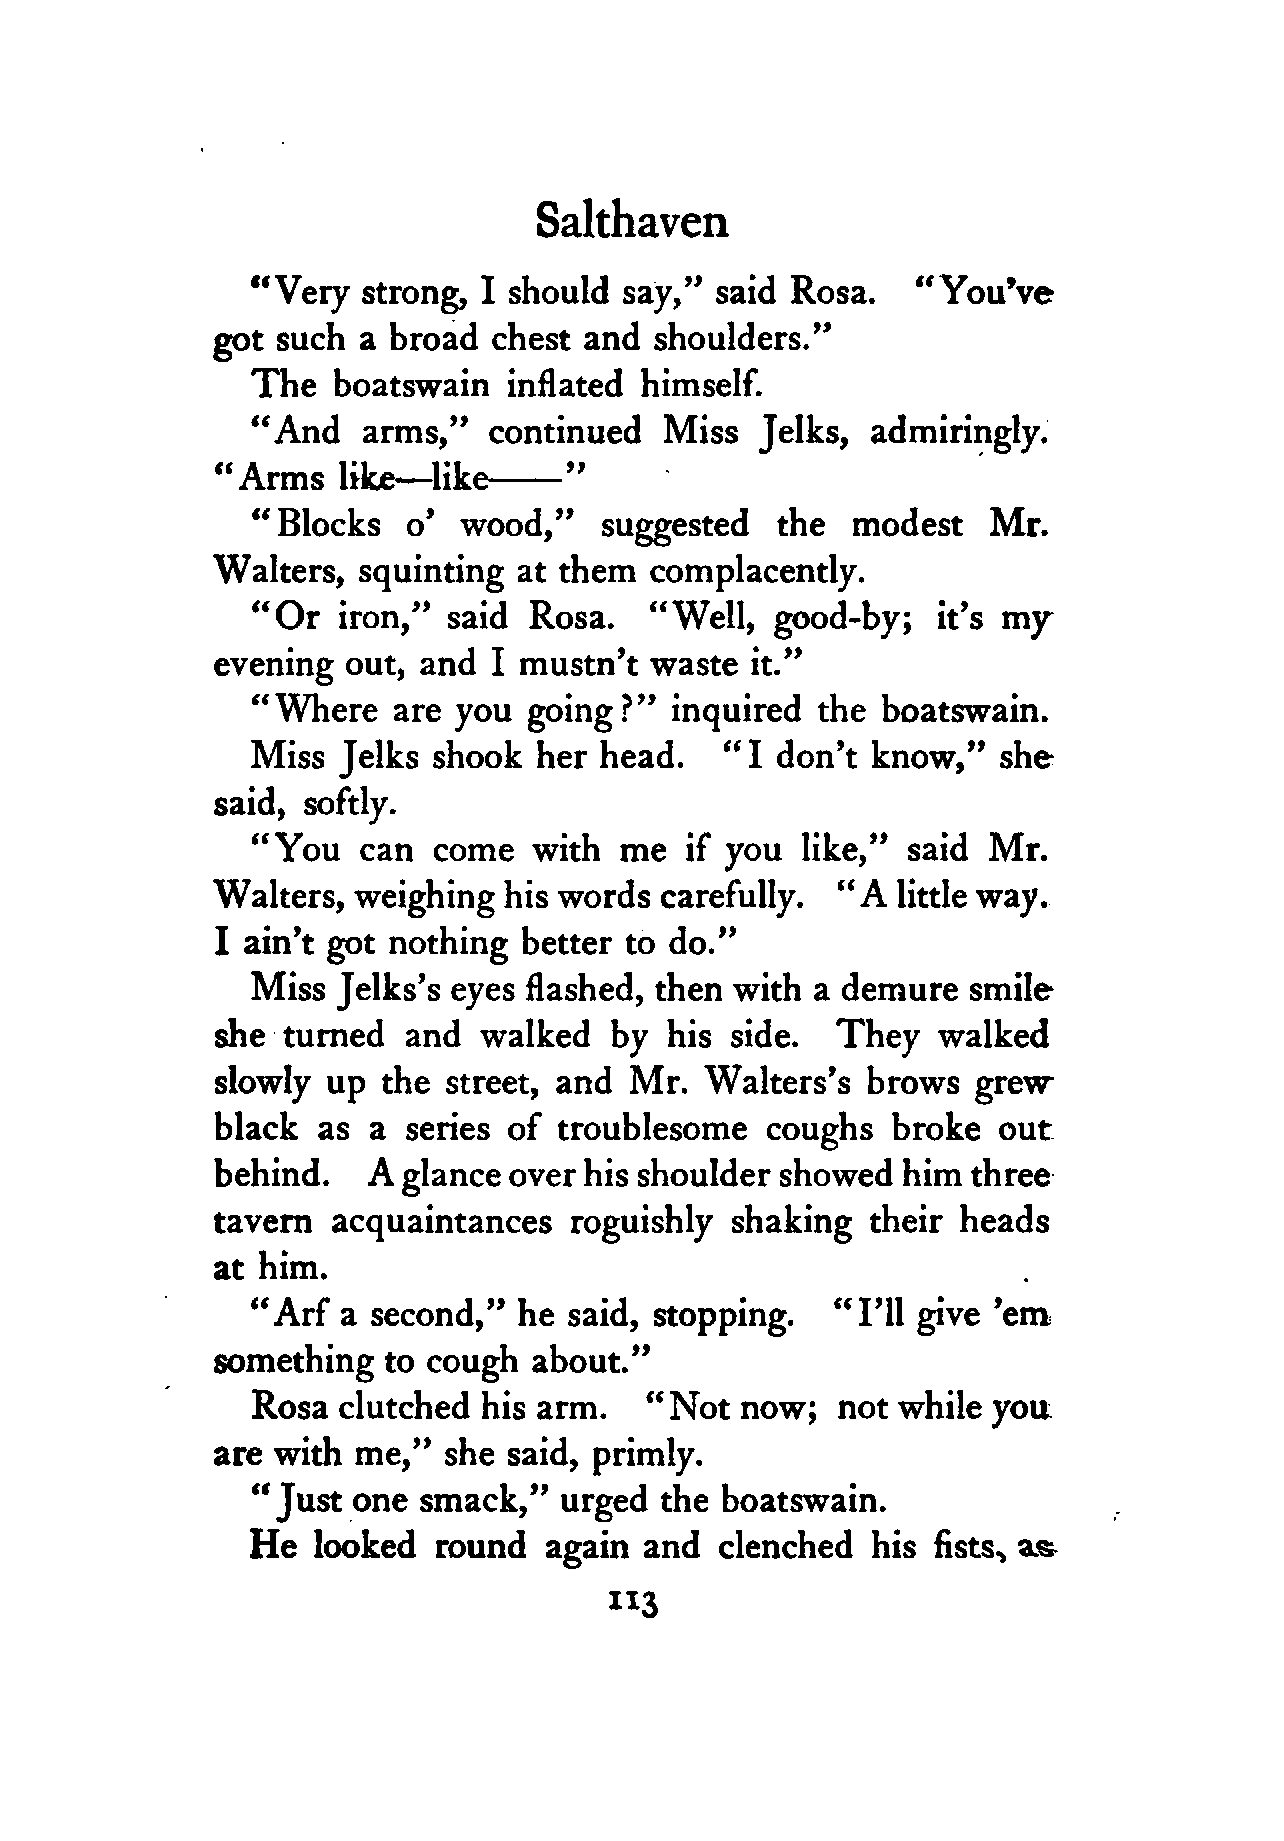 Salthaven
"Very strong, I should say," said Rosa. "You've
got such a broad chest and shoulders."
The boatswain inflated himself.
"And arms," continued Miss Jelks, admiringly.
"Arms like—like——"
"Blocks o' wood," suggested the modest Mr.
Walters, squinting at them complacently.
"Or iron," said Rosa. "Well, good-by; it's my
evening out, and I mustn't waste it."
"Where are you going?" inquired the boatswain.
Miss Jelks shook her head. "I don't know," she
said, softly.
"You can come with me if you like," said Mr.
Walters, weighing his words carefully. "A little way.
I ain't got nothing better to do."
Miss Jelks's eyes flashed, then with a demure smile
she turned and walked by his side. They walked
slowly up the street, and Mr. Walters's brows grew
black as a series of troublesome coughs broke out
behind. A glance over his shoulder showed him three
tavern acquaintances roguishly shaking their heads
at him.
"Arf a second," he said, stopping. "I'll give 'em
something to cough about."
Rosa clutched his arm. "Not now; not while you
are with me," she said, primly.
"Just one smack," urged the boatswain.
He looked round again and clenched his fists, as
113